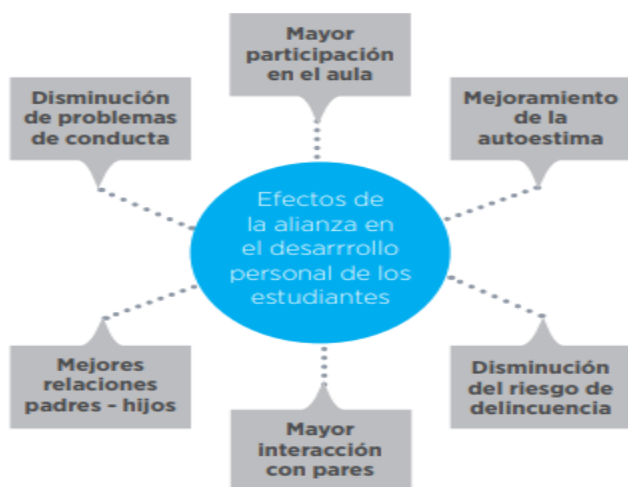 Mayor
participación
en el aula
Disminución
de problemas
de conducta
Mejoramiento
de la
autoestima
Efectos de
la alianza en
el desarrrollo
personal de los
estudiantes
Mejores
relaciones
padres - hijos
Mayor
interacción
con pares
Disminución
del riesgo de
delincuencia